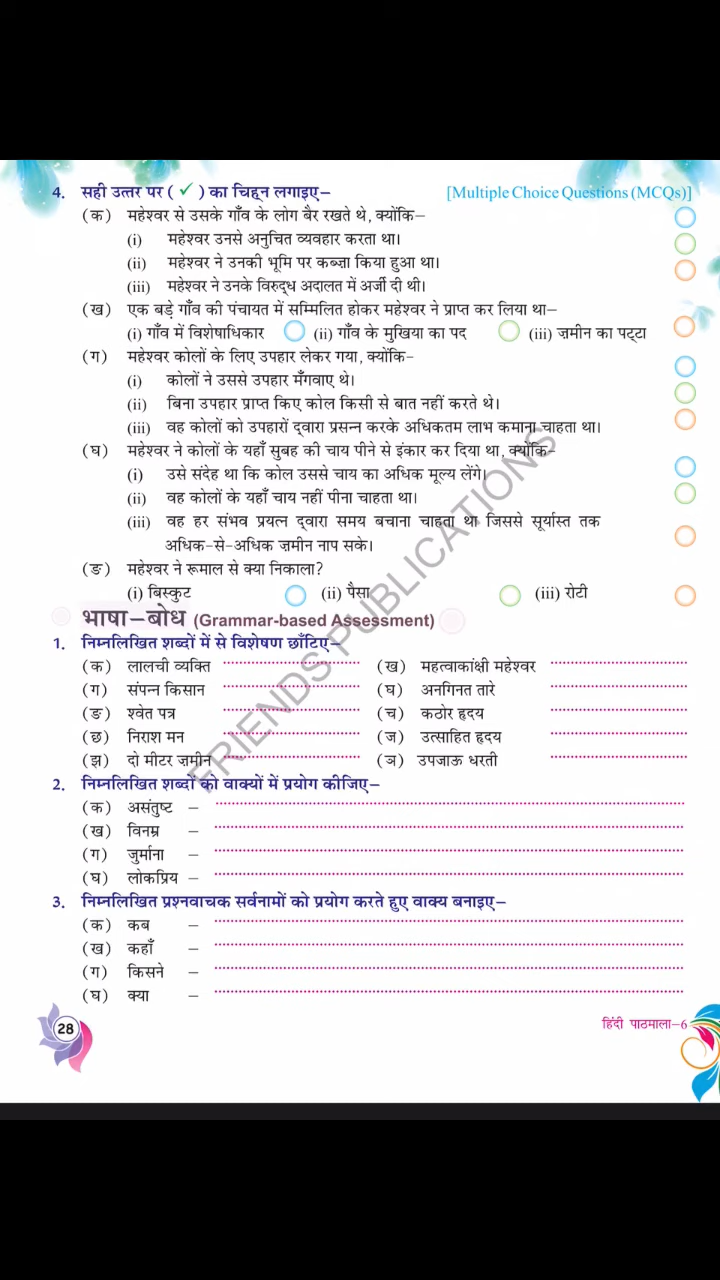 4. सही उत्तर पर ( ✓ ) का चिह्न लगाइए– [Multiple Choice Questions (MCQs)]
(क) महेश्वर से उसके गाँव के लोग बैर रखते थे, क्योंकि–
(i) महेश्वर उनसे अनुचित व्यवहार करता था।
(ii) महेश्वर ने उनकी भूमि पर कब्ज़ा किया हुआ था।
(iii) महेश्वर ने उनके विरुद्ध अदालत में अर्जी दी थी।
(ख) एक बड़े गाँव की पंचायत में सम्मिलित होकर महेश्वर ने प्राप्त कर लिया था–
(i) गाँव में विशेषाधिकार (ii) गाँव के मुखिया का पद (iii) ज़मीन का पट्टा
(ग) महेश्वर कोलों के लिए उपहार लेकर गया, क्योंकि–
(i) कोलों ने उससे उपहार मँगवाए थे।
(ii) बिना उपहार प्राप्त किए कोल किसी से बात नहीं करते थे।
(iii) वह कोलों को उपहारों द्वारा प्रसन्न करके अधिकतम लाभ कमाना चाहता था।
(घ) महेश्वर ने कोलों के यहाँ सुबह की चाय पीने से इंकार कर दिया था, क्योंकि–
(i) उसे संदेह था कि कोल उससे चाय का अधिक मूल्य लेंगे।
(ii) वह कोलों के यहाँ चाय नहीं पीना चाहता था।
(iii) वह हर संभव प्रयत्न द्वारा समय बचाना चाहता था जिससे सूर्यास्त तक
अधिक–से–अधिक ज़मीन नाप सके।
(ङ) महेश्वर ने रूमाल से क्या निकाला?
(i) बिस्कुट (ii) पैसा (iii) रोटी
भाषा–बोध (Grammar-based Assessment)
1. निम्नलिखित शब्दों में से विशेषण छाँटिए–
(क) लालची व्यक्ति (ख) महत्वाकांक्षी महेश्वर
(ग) संपन्न किसान (घ) अनगिनत तारे
(ङ) श्वेत पत्र (च) कठोर हृदय
(छ) निराश मन (ज) उत्साहित हृदय
(झ) दो मीटर ज़मीन (ञ) उपजाऊ धरती
2. निम्नलिखित शब्दों को वाक्यों में प्रयोग कीजिए–
(क) असंतुष्ट –
(ख) विनम्र –
(ग) जुर्माना –
(घ) लोकप्रिय –
3. निम्नलिखित प्रश्नवाचक सर्वनामों को प्रयोग करते हुए वाक्य बनाइए–
(क) कब –
(ख) कहाँ –
(ग) किसने –
(घ) क्या –
28
हिंदी पाठमाला–6
FRIENDS PUBLICATIONS